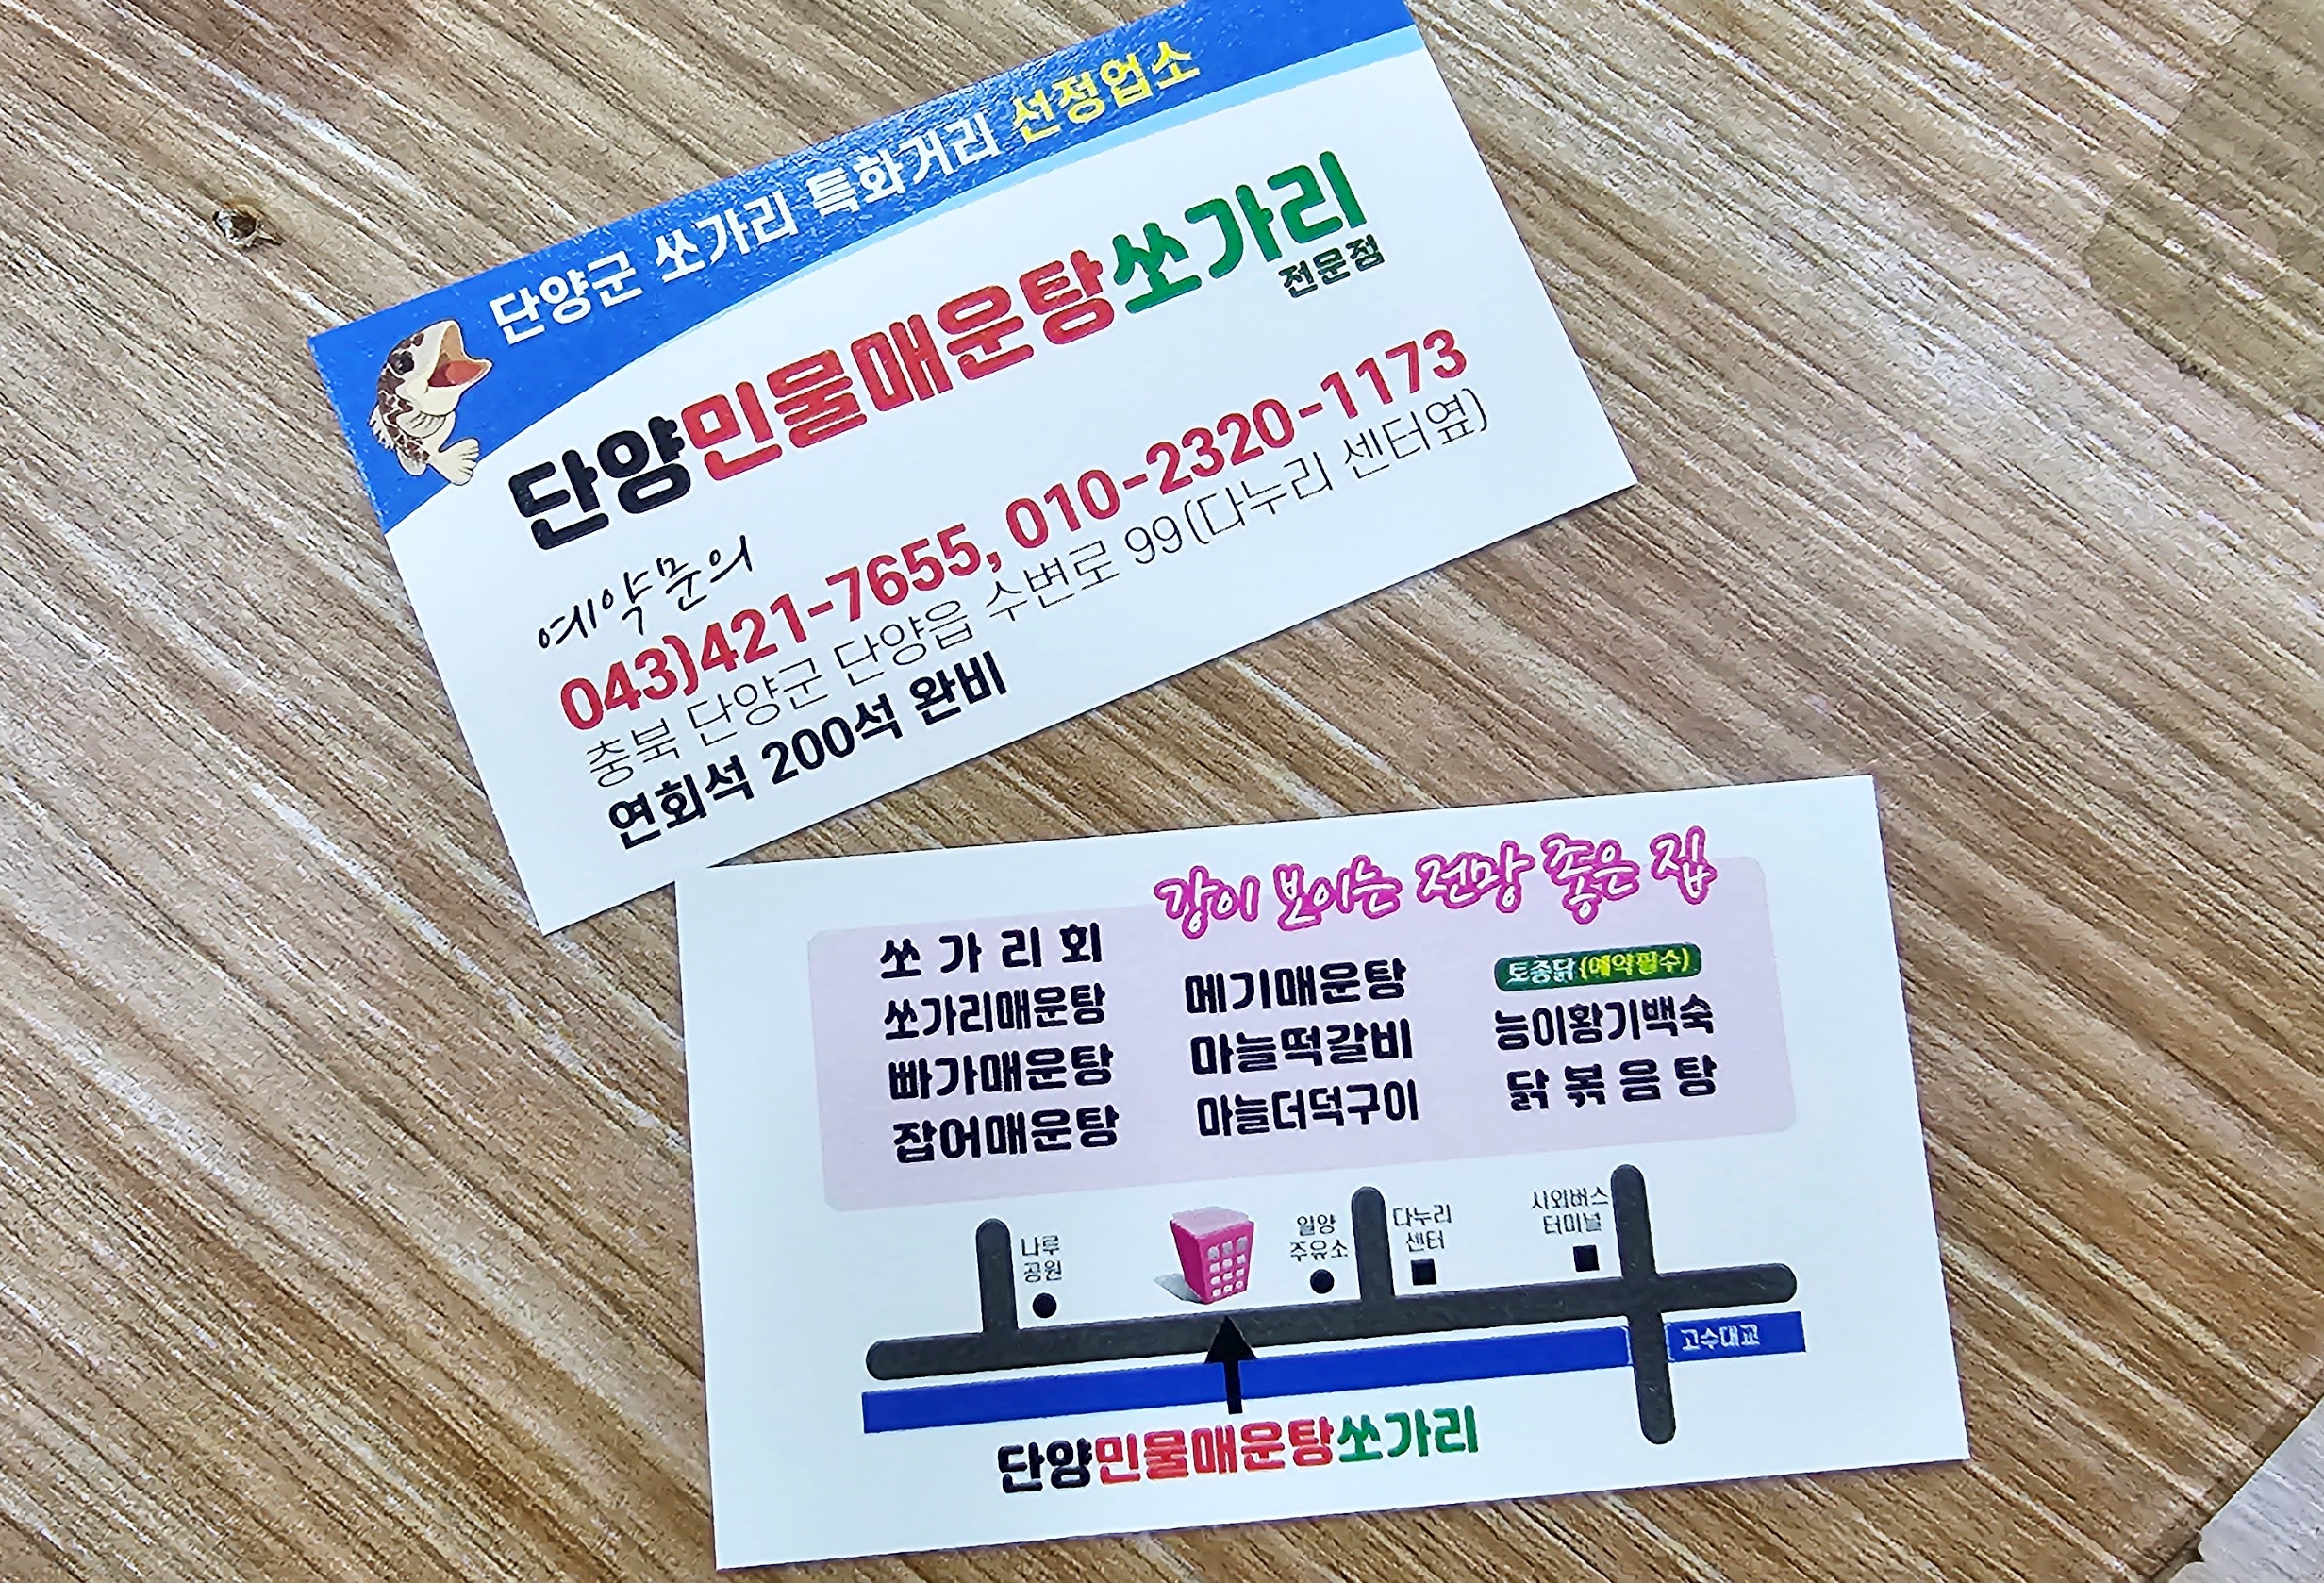 단양군 쏘가리 특화거리 선정업소
단양민물매운탕쏘가리
전문점
예약문의
043)421-7655, 010-2320-1173
충북 단양군 단양읍 수변로 99(다누리 센터옆)
연회석 200석 완비
강이 보이는 전망 좋은 집
쏘가리회
쏘가리매운탕
빠가매운탕
잡어매운탕
메기매운탕
마늘떡갈비
마늘더덕구이
토종닭(예약필수)
능이황기백숙
닭볶음탕
나루
공원
일양
주유소
다누리
센터
시외버스
터미널
고수대교
단양민물매운탕쏘가리